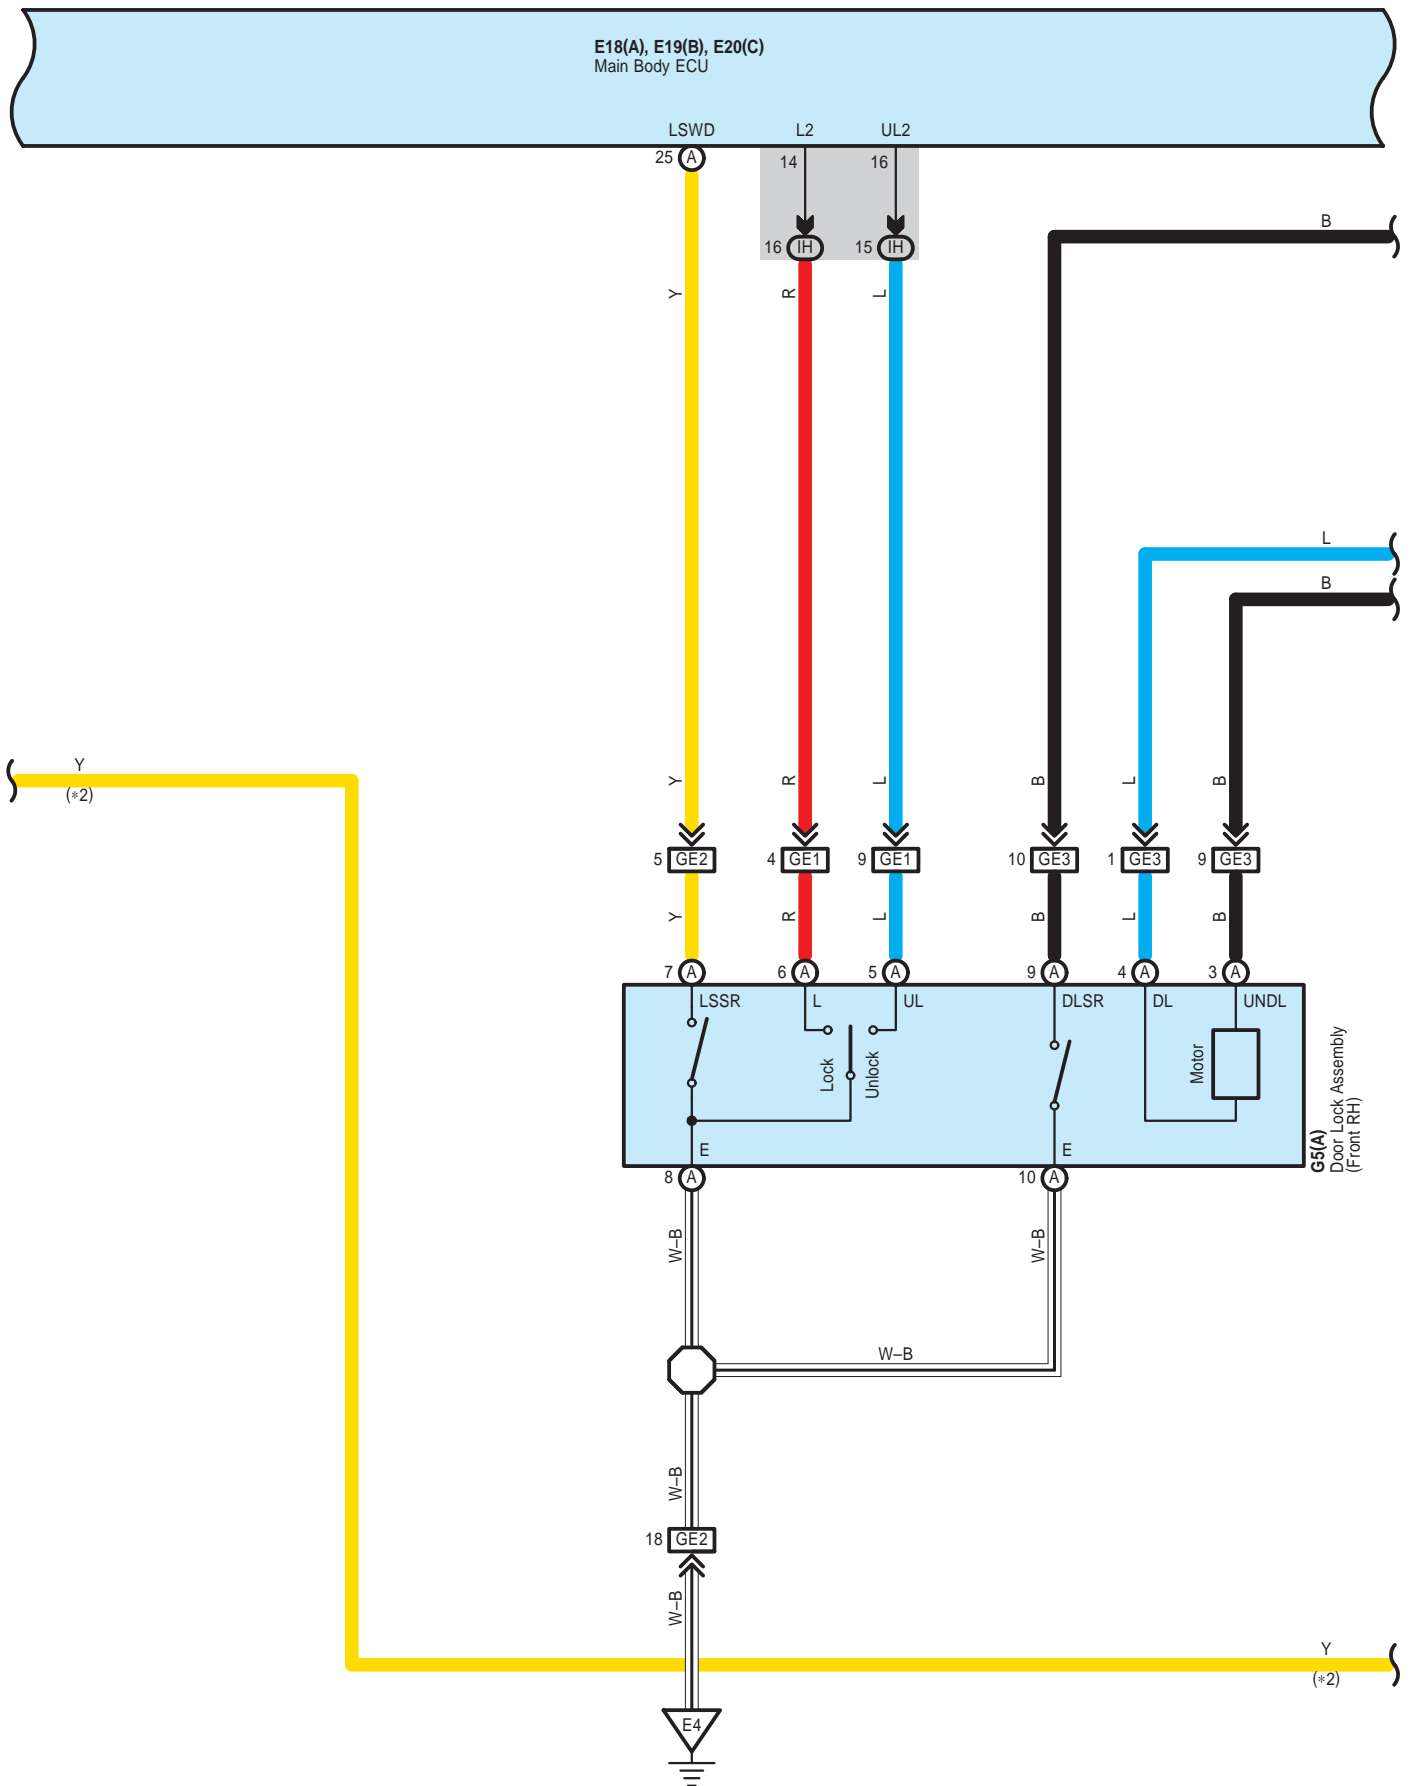 E18(A), E19(B), E20(C)
Main Body ECU
LSWD L2 UL2
25 A 14 16
16 IH 15 IH
B
Y R L
L
B
Y
(∗2)
Y R L B L B
5 GE2 4 GE1 9 GE1 10 GE3 1 GE3 9 GE3
Y R L B L B
7 A 6 A 5 A 9 A 4 A 3 A
LSSR L UL DLSR DL UNDL
Lock
Unlock
Motor
G5(A)
Door Lock Assembly
(Front RH)
E E
8 A 10 A
W–B W–B
W–B
W–B
18 GE2
W–B
Y
(∗2)
E4